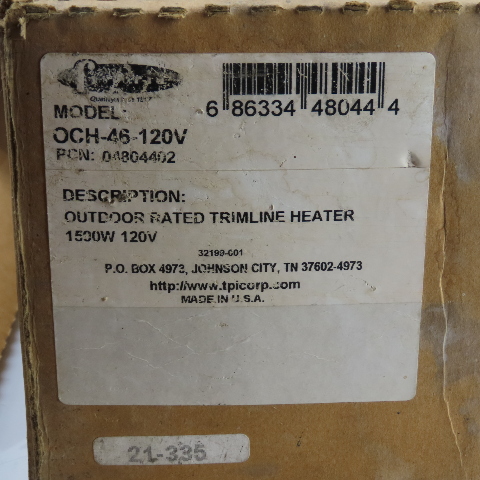 6 86334 48044 4
MODEL:
OCH-46-120V
PCN: 04804402
DESCRIPTION:
OUTDOOR RATED TRIMLINE HEATER
1500W 120V
32199-001
P.O. BOX 4973, JOHNSON CITY, TN 37602-4973
http://www.tpicorp.com
MADE IN U.S.A.
21-335